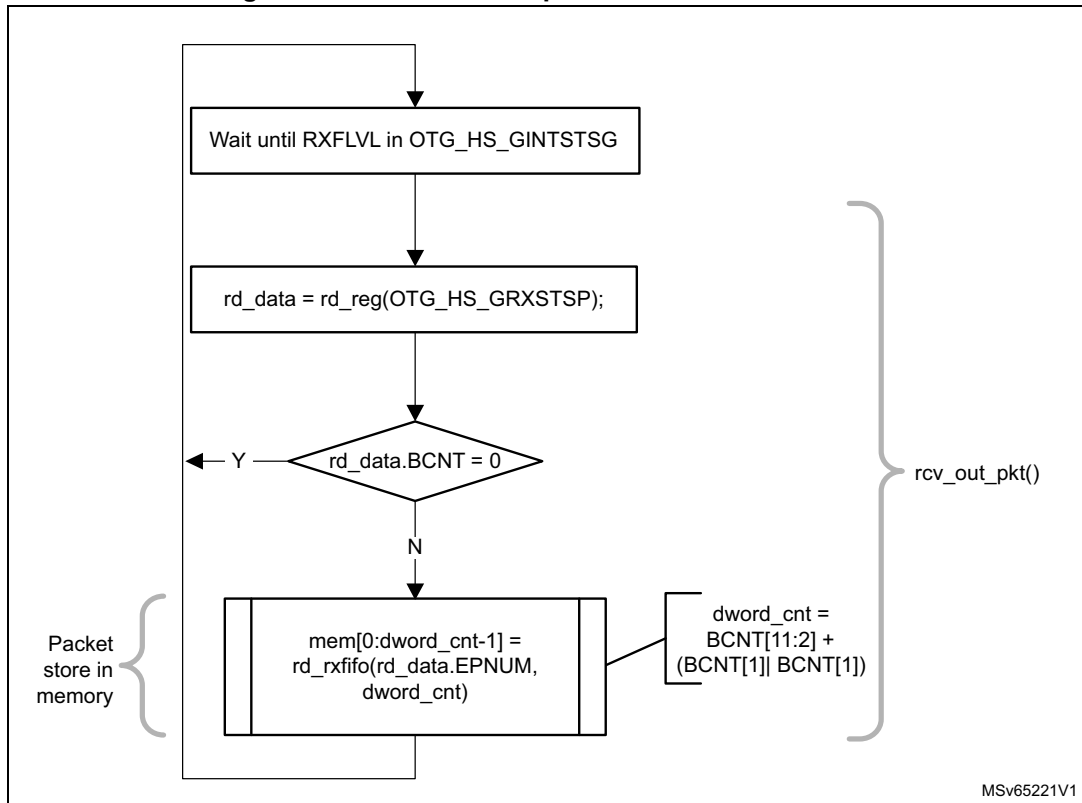 Wait until RXFLVL in OTG_HS_GINTSTSG
rd_data = rd_reg(OTG_HS_GRXSTSP);
Y
rd_data.BCNT = 0
rcv_out_pkt()
N
Packet
store in
memory
mem[0:dword_cnt-1] =
rd_rxfifo(rd_data.EPNUM,
dword_cnt)
dword_cnt =
BCNT[11:2] +
(BCNT[1]| BCNT[1])
MSv65221V1